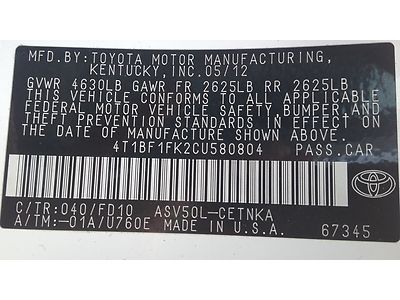 MFD.BY:TOYOTA MOTOR MANUFACTURING,
KENTUCKY, INC.05/12
GVWR 4630LB GAWR FR 2625LB RR 2625LB
THIS VEHICLE CONFORMS TO ALL APPLICABLE
FEDERAL MOTOR VEHICLE SAFETY, BUMPER,AND
THEFT PREVENTION STANDARDS IN EFFECT ON
THE DATE OF MANUFACTURE SHOWN ABOVE.
4T1BF1FK2CU580804 PASS.CAR
C/TR:040/FD10 ASV50L-CETNKA
A/TM:-01A/U760E MADE IN U.S.A. 67345